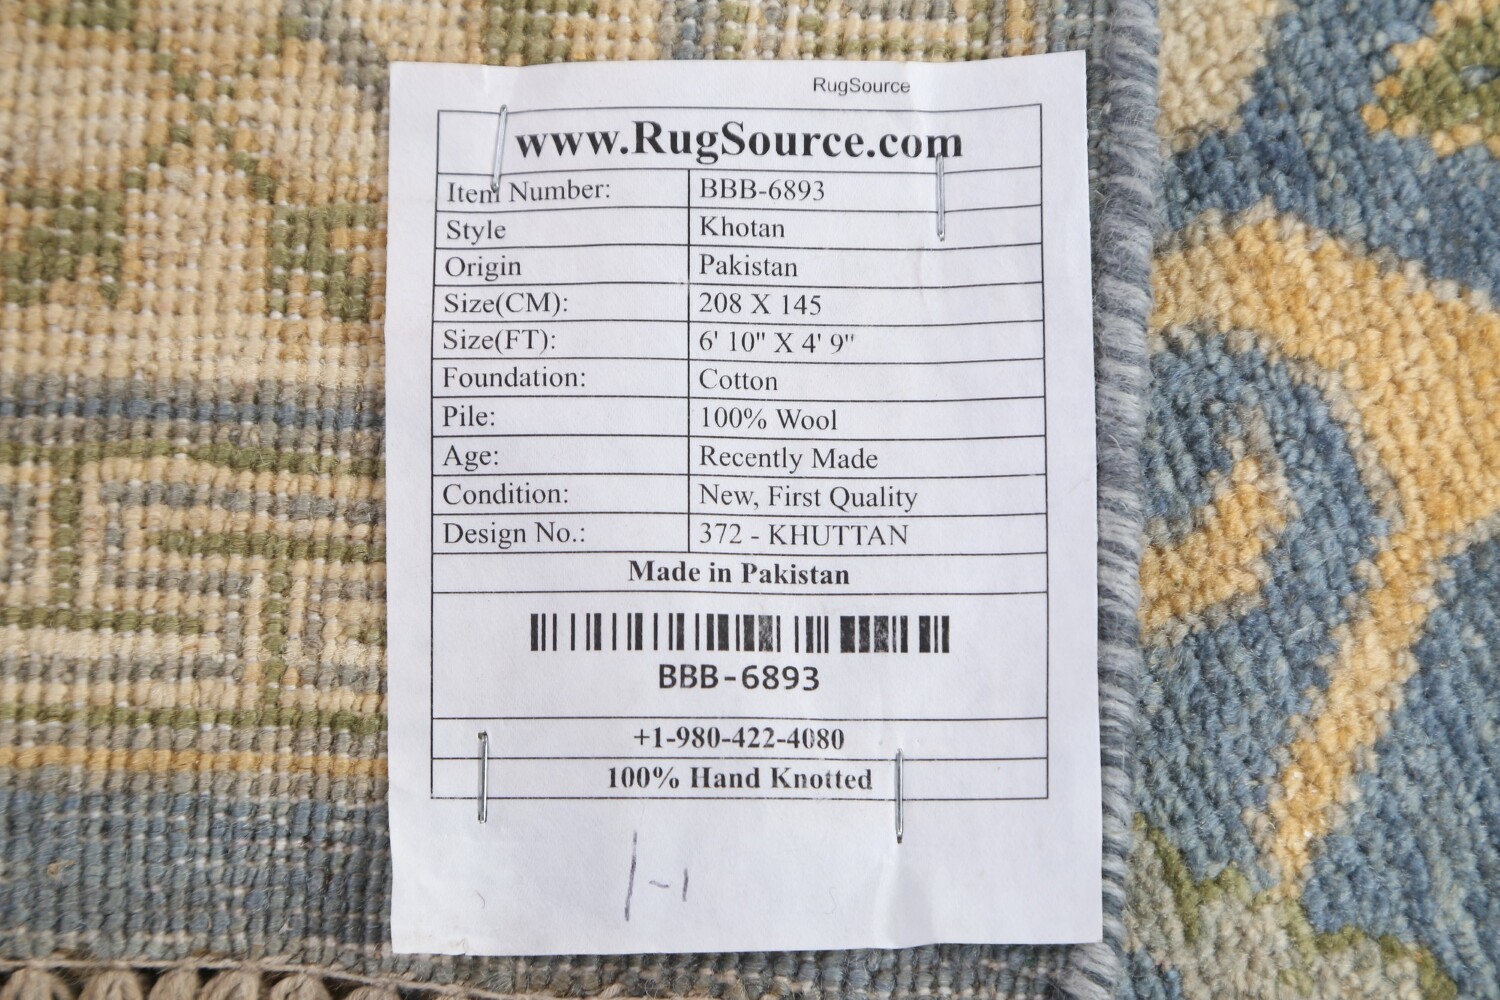 RugSource
www.RugSource.com
Item Number: BBB-6893
Style Khotan
Origin Pakistan
Size(CM): 208 X 145
Size(FT): 6' 10" X 4' 9"
Foundation: Cotton
Pile: 100% Wool
Age: Recently Made
Condition: New, First Quality
Design No.: 372 - KHUTTAN
Made in Pakistan
BBB-6893
+1-980-422-4080
100% Hand Knotted
1-1